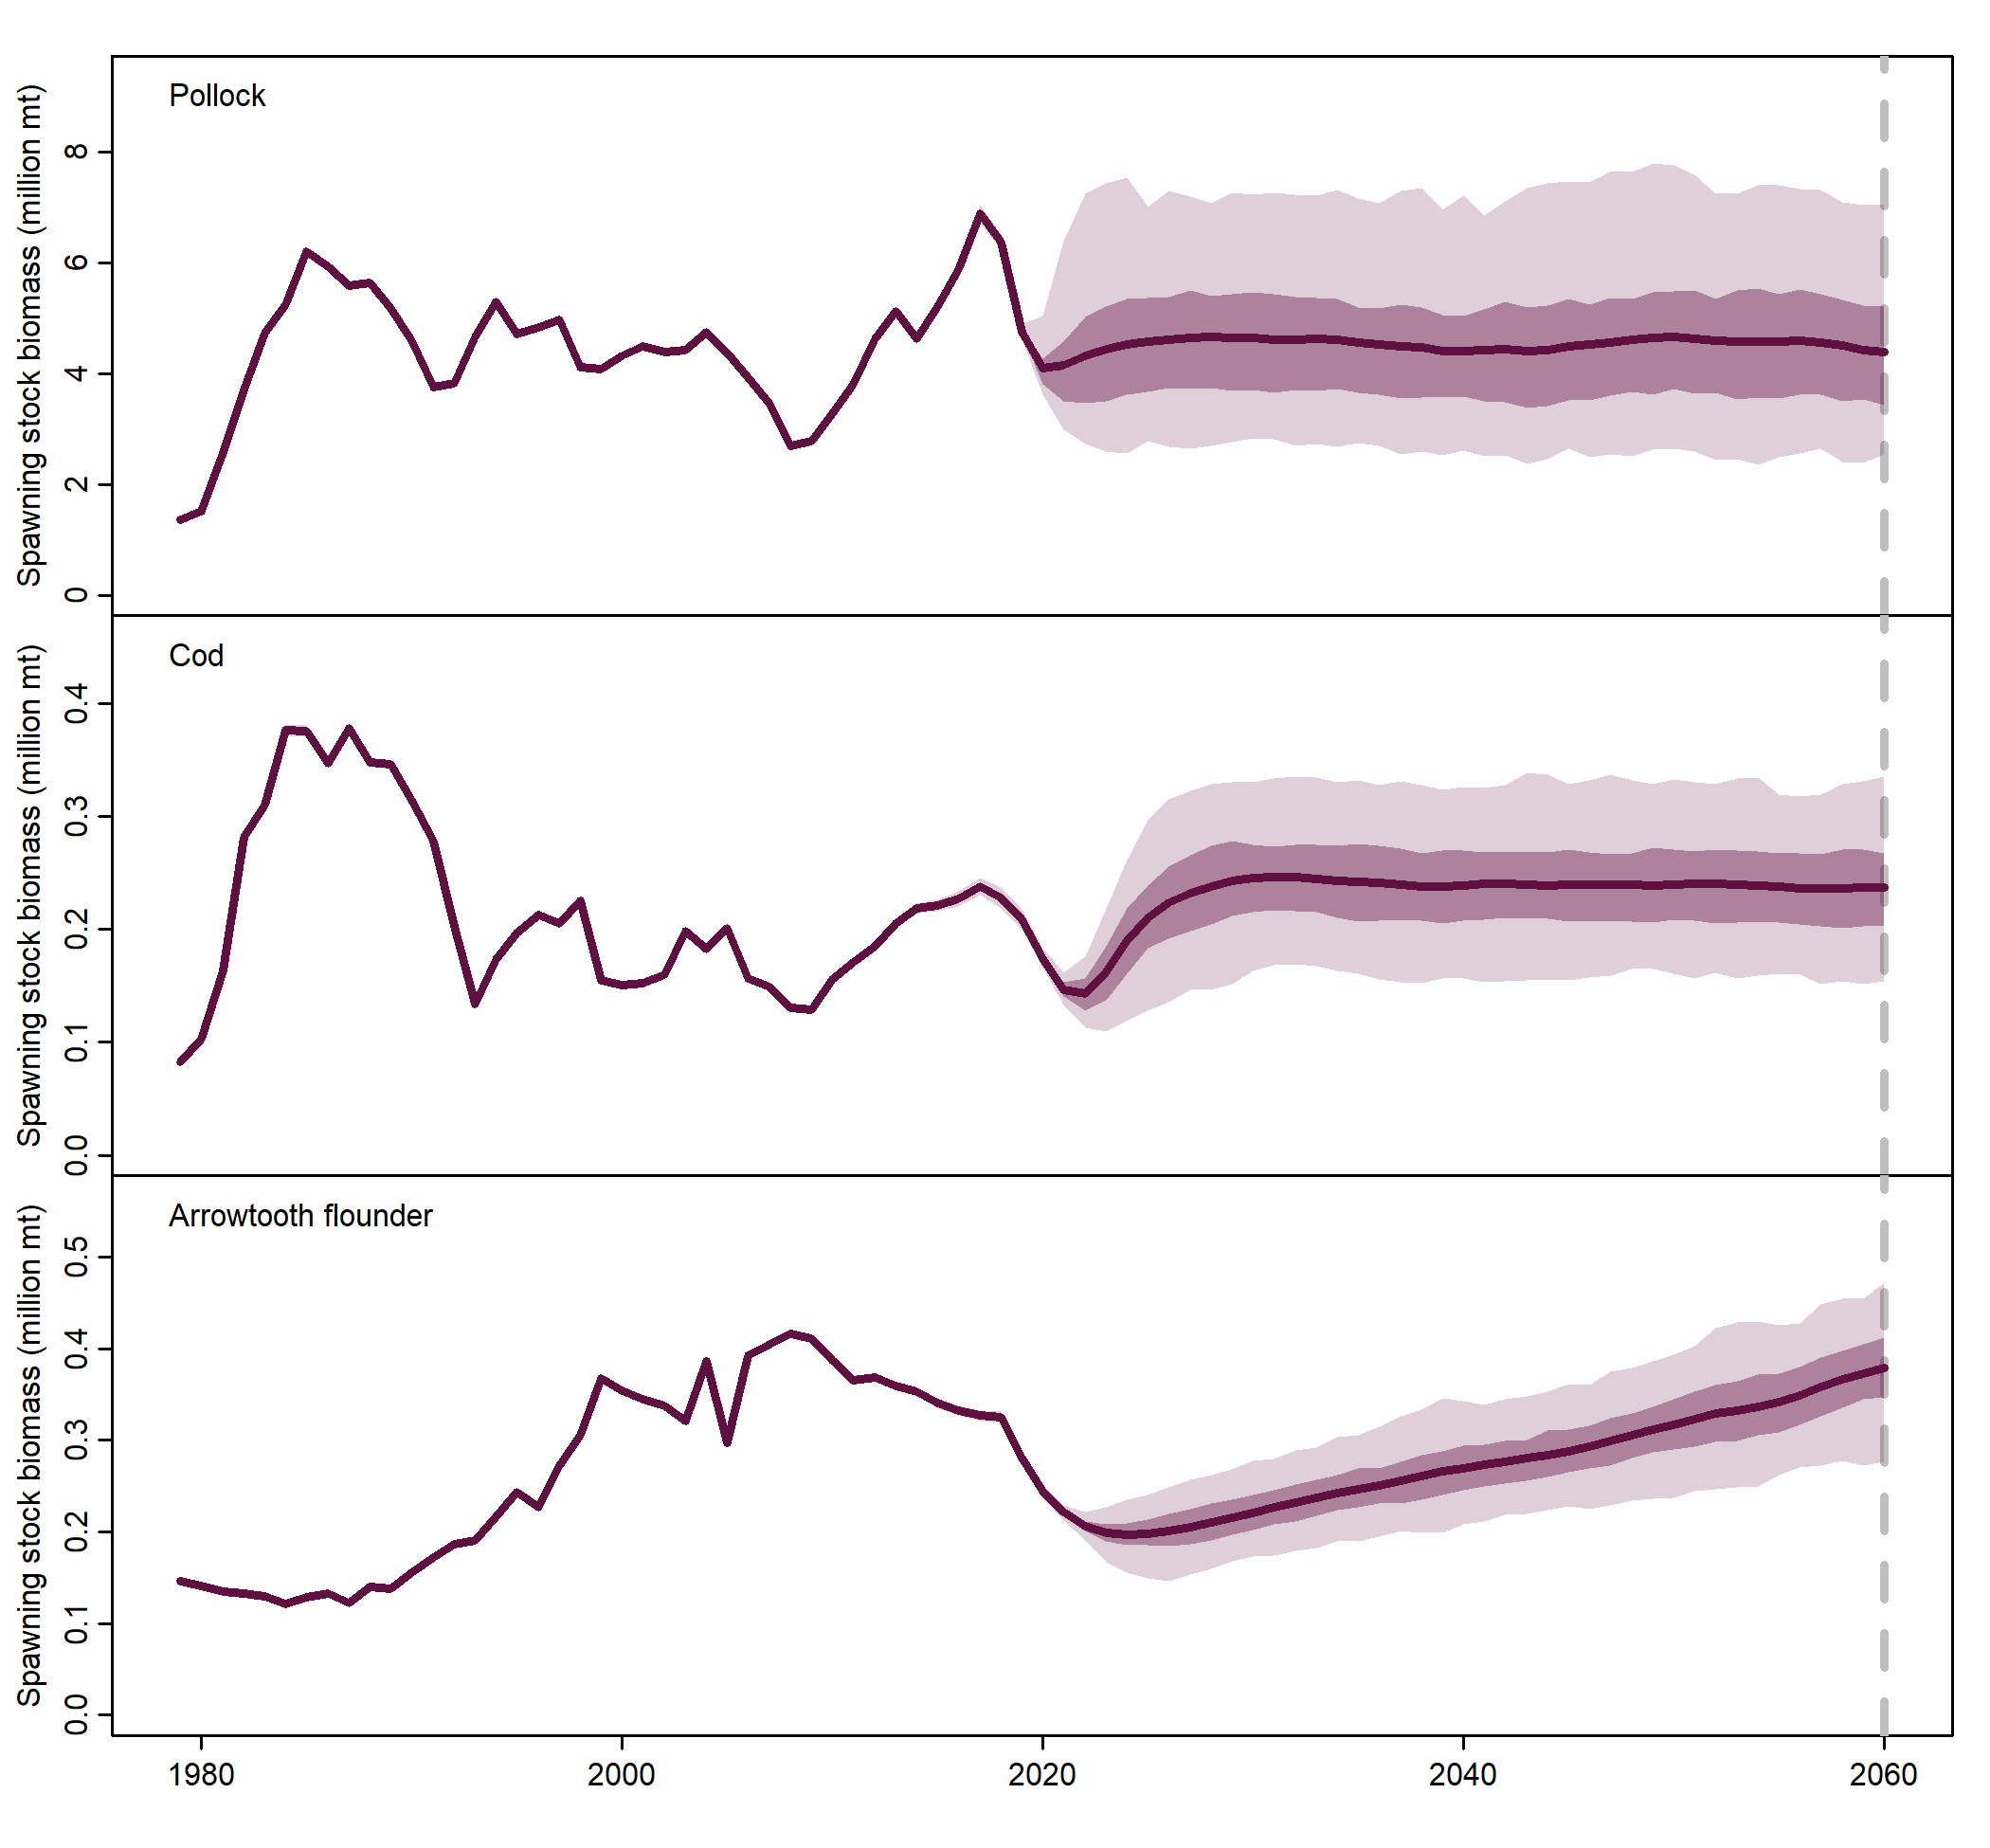 Pollock
Spawning stock biomass (million mt)
8
6
4
2
0
Cod
Spawning stock biomass (million mt)
0.4
0.3
0.2
0.1
0.0
Arrowtooth flounder
Spawning stock biomass (million mt)
0.5
0.4
0.3
0.2
0.1
0.0
1980 2000 2020 2040 2060